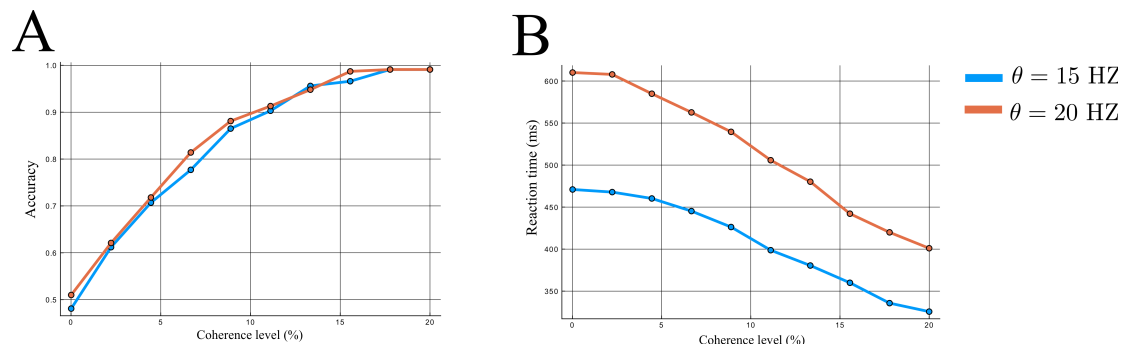 A
B
1.0
0.9
0.8
0.7
0.6
0.5
0
5
10
15
20
Accuracy
Coherence level (%)
600
550
500
450
400
350
0
5
10
15
20
Reaction time (ms)
Coherence level (%)
θ = 15 HZ
θ = 20 HZ